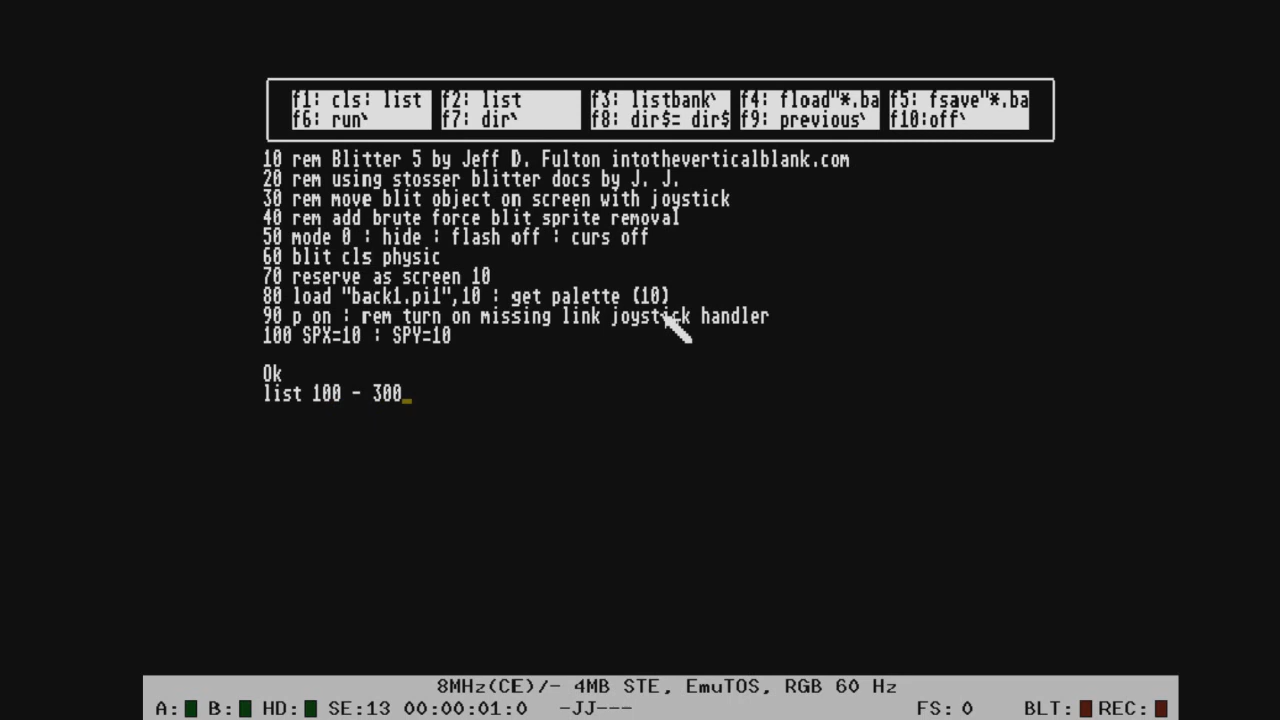 f1: cls: list f2: list f3: listbank` f4: fload"*.ba f5: fsave"*.ba
f6: run` f7: dir` f8: dir$= dir$ f9: previous` f10:off`
10 rem Blitter 5 by Jeff D. Fulton intotheverticalblank.com
20 rem using stosser blitter docs by J. J.
30 rem move blit object on screen with joystick
40 rem add brute force blit sprite removal
50 mode 0 : hide : flash off : curs off
60 blit cls physic
70 reserve as screen 10
80 load "back1.pi1",10 : get palette (10)
90 p on : rem turn on missing link joystick handler
100 SPX=10 : SPY=10
Ok
list 100 - 300_
8MHz(CE)/- 4MB STE, EmuTOS, RGB 60 Hz
A: B: HD: SE:13 00:00:01:0 -JJ--- FS: 0 BLT: REC: